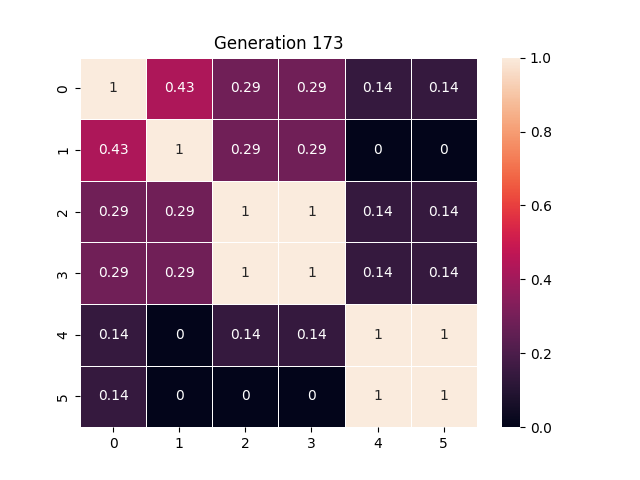 Generation 173
0 1 0.43 0.29 0.29 0.14 0.14
1 0.43 1 0.29 0.29 0 0
2 0.29 0.29 1 1 0.14 0.14
3 0.29 0.29 1 1 0.14 0.14
4 0.14 0 0.14 0.14 1 1
5 0.14 0 0 0 1 1
0 1 2 3 4 5
1.0
0.8
0.6
0.4
0.2
0.0